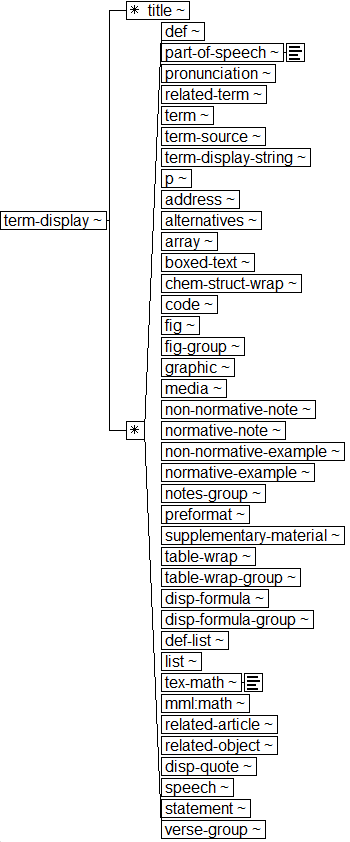 * title ~
def ~
part-of-speech ~
pronunciation ~
related-term ~
term ~
term-source ~
term-display-string ~
p ~
address ~
term-display ~
alternatives ~
array ~
boxed-text ~
chem-struct-wrap ~
code ~
fig ~
fig-group ~
graphic ~
media ~
non-normative-note ~
*
normative-note ~
non-normative-example ~
normative-example ~
notes-group ~
preformat ~
supplementary-material ~
table-wrap ~
table-wrap-group ~
disp-formula ~
disp-formula-group ~
def-list ~
list ~
tex-math ~
mml:math ~
related-article ~
related-object ~
disp-quote ~
speech ~
statement ~
verse-group ~